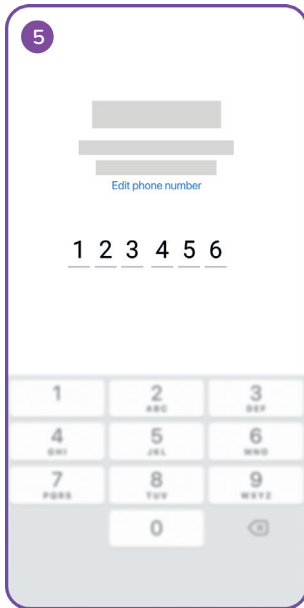 5
Edit phone number
1 2 3 4 5 6
1 2 3
ABC DEF
4 5 6
GHI JKL MNO
7 8 9
PQRS TUV WXYZ
0